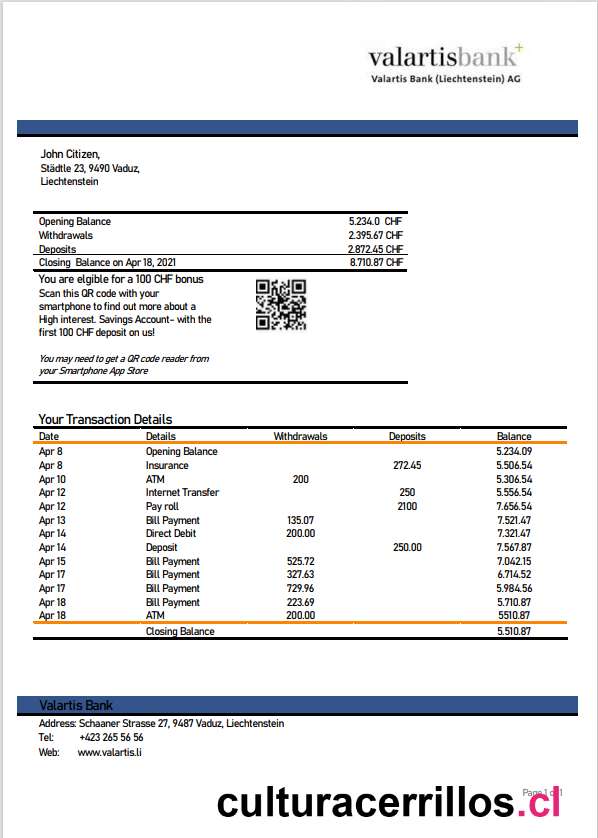 valartisbank+
Valartis Bank (Liechtenstein) AG
John Citizen,
Städtle 23, 9490 Vaduz,
Liechtenstein
Opening Balance 5.234.0 CHF
Withdrawals 2.395.67 CHF
Deposits 2.872.45 CHF
Closing Balance on Apr 18, 2021 8.710.87 CHF
You are elgible for a 100 CHF bonus
Scan this QR code with your
smartphone to find out more about a
High interest. Savings Account- with the
first 100 CHF deposit on us!
You may need to get a QR code reader from
your Smartphone App Store
Your Transaction Details
Date Details Withdrawals Deposits Balance
Apr 8 Opening Balance 5.234.09
Apr 8 Insurance 272.45 5.506.54
Apr 10 ATM 200 5.306.54
Apr 12 Internet Transfer 250 5.556.54
Apr 12 Pay roll 2100 7.656.54
Apr 13 Bill Payment 135.07 7.521.47
Apr 14 Direct Debit 200.00 7.321.47
Apr 14 Deposit 250.00 7.567.87
Apr 15 Bill Payment 525.72 7.042.15
Apr 17 Bill Payment 327.63 6.714.52
Apr 17 Bill Payment 729.96 5.984.56
Apr 18 Bill Payment 223.69 5.710.87
Apr 18 ATM 200.00 5510.87
Closing Balance 5.510.87
Valartis Bank
Address: Schaaner Strasse 27, 9487 Vaduz, Liechtenstein
Tel: +423 265 56 56
Web: www.valartis.li
Page 1 of 1
culturacerrillos.cl